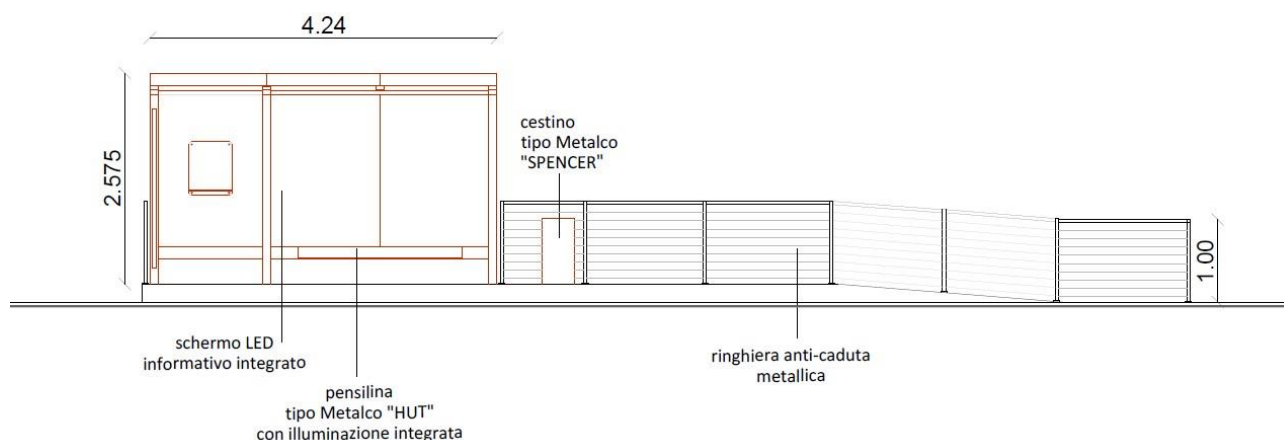 4.24
2.575
cestino
tipo Metalco
"SPENCER"
1.00
schermo LED
informativo integrato
pensilina
tipo Metalco "HUT"
con illuminazione integrata
ringhiera anti-caduta
metallica